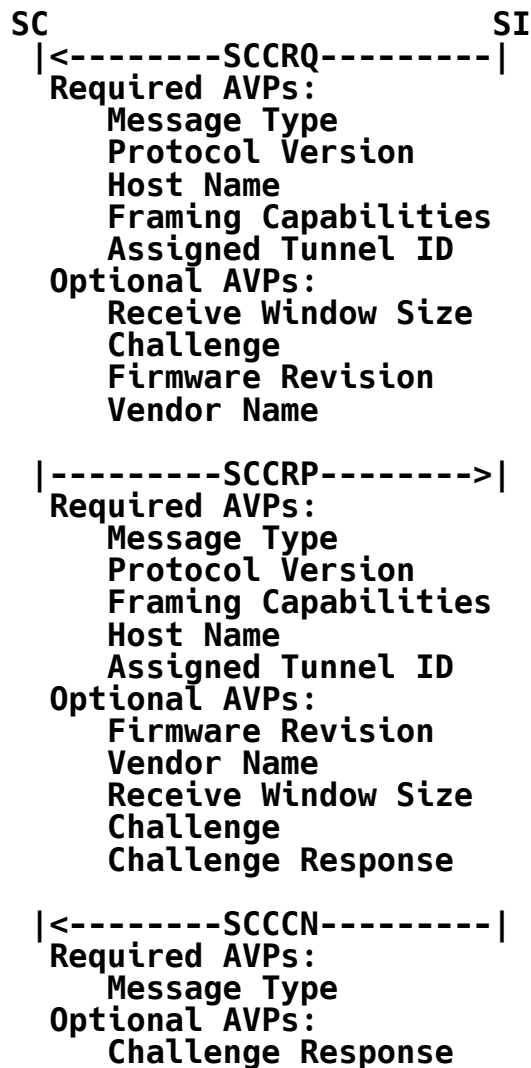 SC                        SI
 |<--------SCCRQ---------|
  Required AVPs:
     Message Type
     Protocol Version
     Host Name
     Framing Capabilities
     Assigned Tunnel ID
  Optional AVPs:
     Receive Window Size
     Challenge
     Firmware Revision
     Vendor Name

 |---------SCCRP-------->|
  Required AVPs:
     Message Type
     Protocol Version
     Framing Capabilities
     Host Name
     Assigned Tunnel ID
  Optional AVPs:
     Firmware Revision
     Vendor Name
     Receive Window Size
     Challenge
     Challenge Response

 |<--------SCCCN---------|
  Required AVPs:
     Message Type
  Optional AVPs:
     Challenge Response